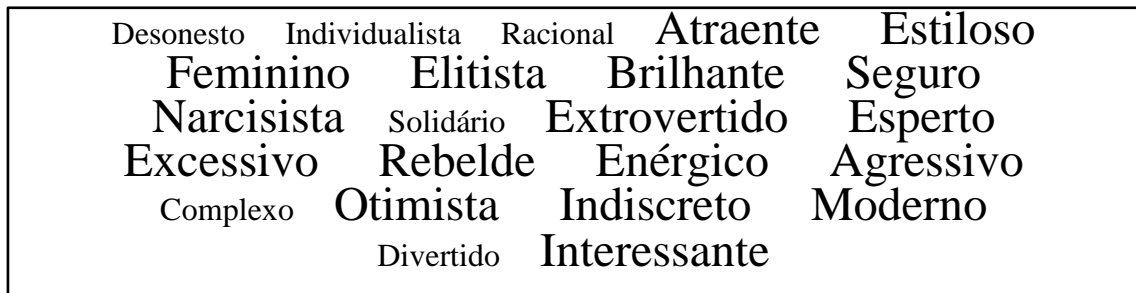 Desonesto Individualista Racional Atraente Estiloso
Feminino Elitista Brilhante Seguro
Narcisista Solidário Extrovertido Esperto
Excessivo Rebelde Enérgico Agressivo
Complexo Otimista Indiscreto Moderno
Divertido Interessante